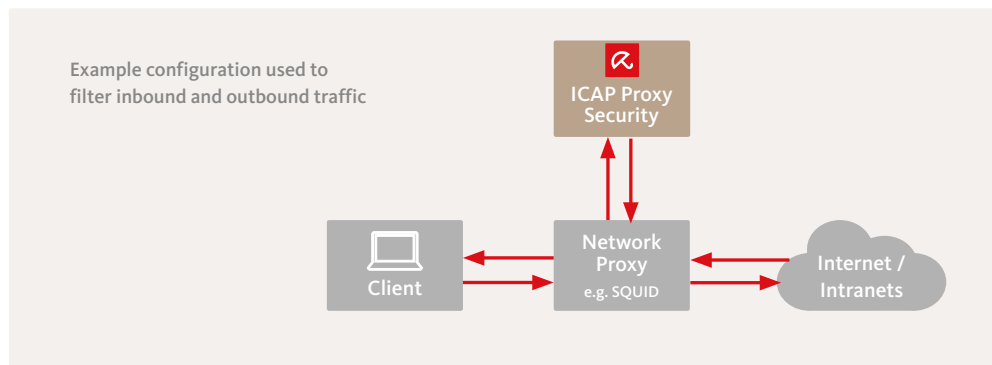 Example configuration used to
filter inbound and outbound traffic
ICAP Proxy
Security
Client
Network
Proxy
e.g. SQUID
Internet /
Intranets